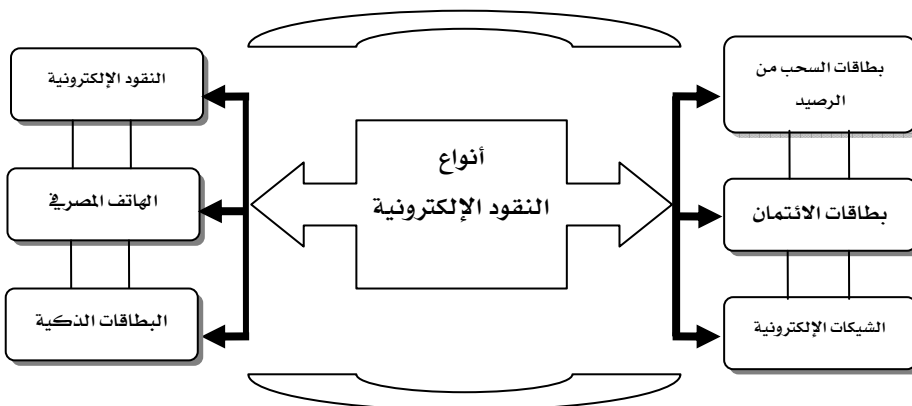 أنواع
النقود الإلكترونية
بطاقات السحب من
الرصيد
بطاقات الائتمان
الشيكات الإلكترونية
النقود الإلكترونية
الهاتف المصرفي
البطاقات الذكية